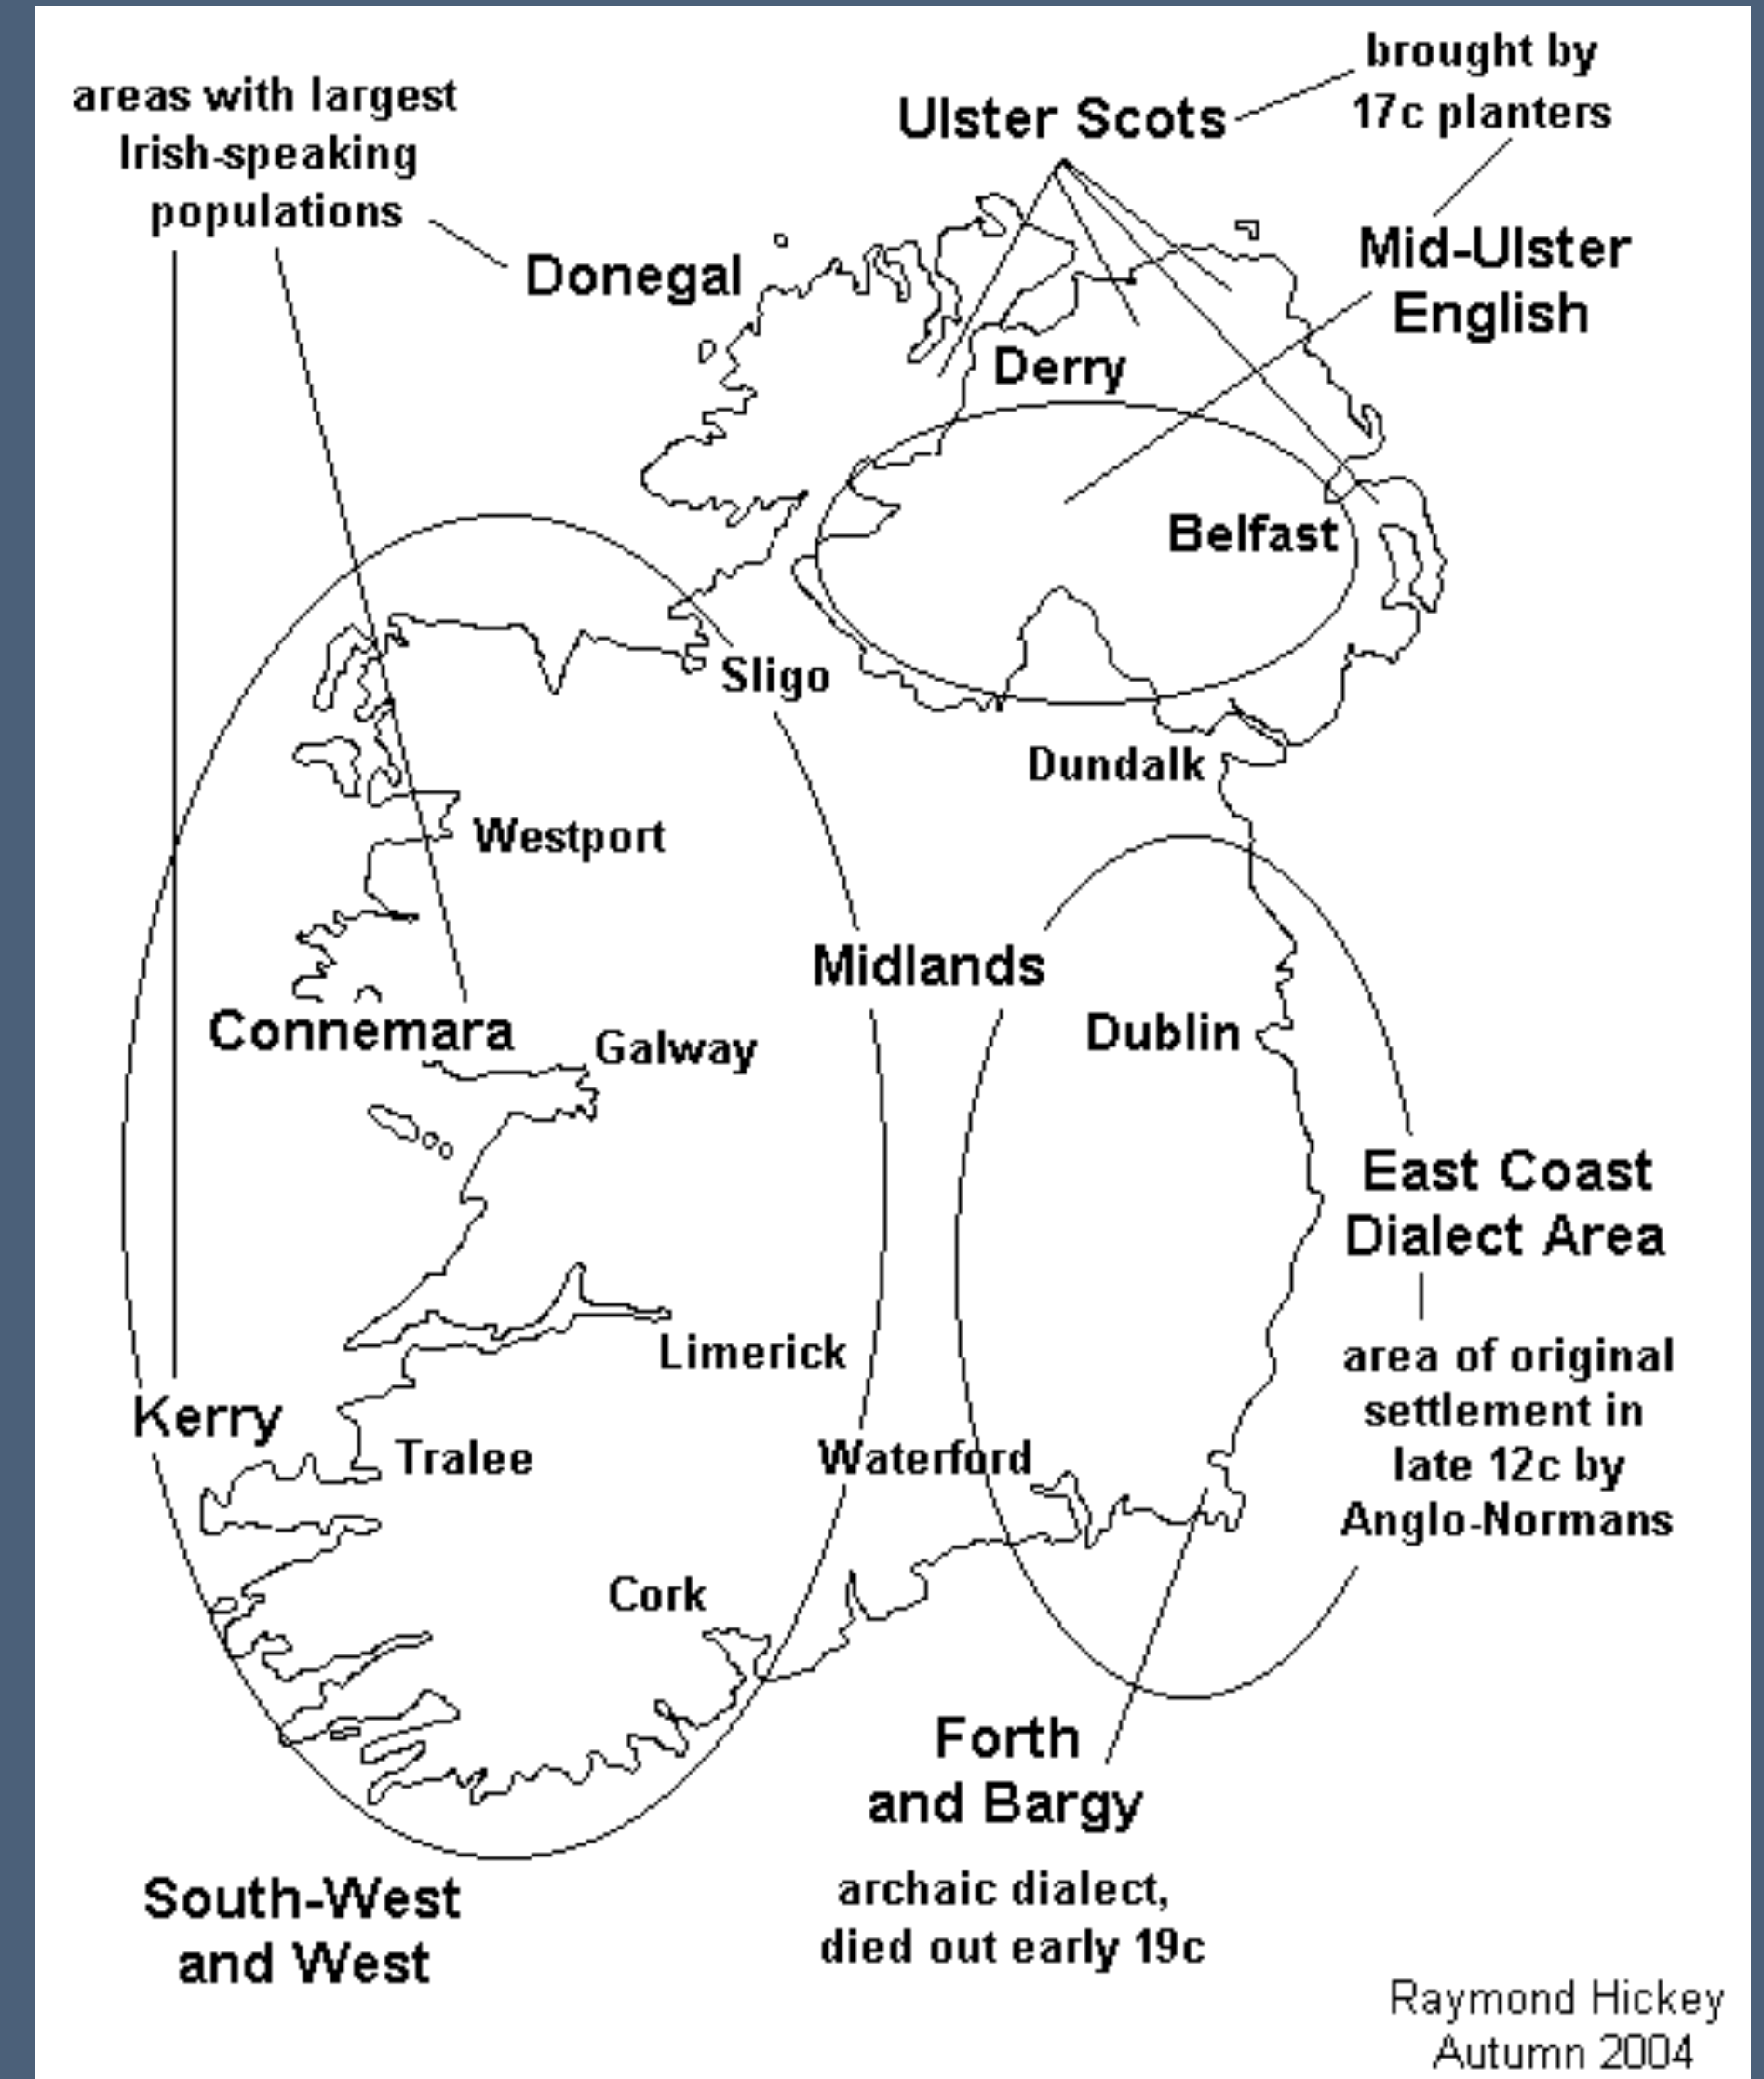 areas with largest
Irish-speaking
populations
brought by
17c planters
Ulster Scots
Mid-Ulster
English
Donegal
Derry
Belfast
Sligo
Dundalk
Westport
Midlands
Connemara
Galway
Dublin
East Coast
Dialect Area
area of original
settlement in
late 12c by
Anglo-Normans
Limerick
Kerry
Tralee
Waterford
Cork
Forth
and Bargy
archaic dialect,
died out early 19c
South-West
and West
Raymond Hickey
Autumn 2004